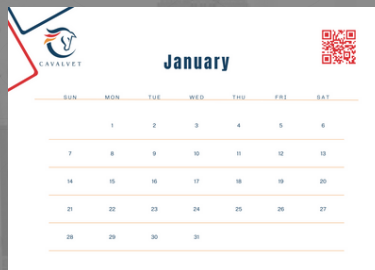 CAVALVET
January
SUN MON TUE WED THU FRI SAT
1 2 3 4 5 6
7 8 9 10 11 12 13
14 15 16 17 18 19 20
21 22 23 24 25 26 27
28 29 30 31